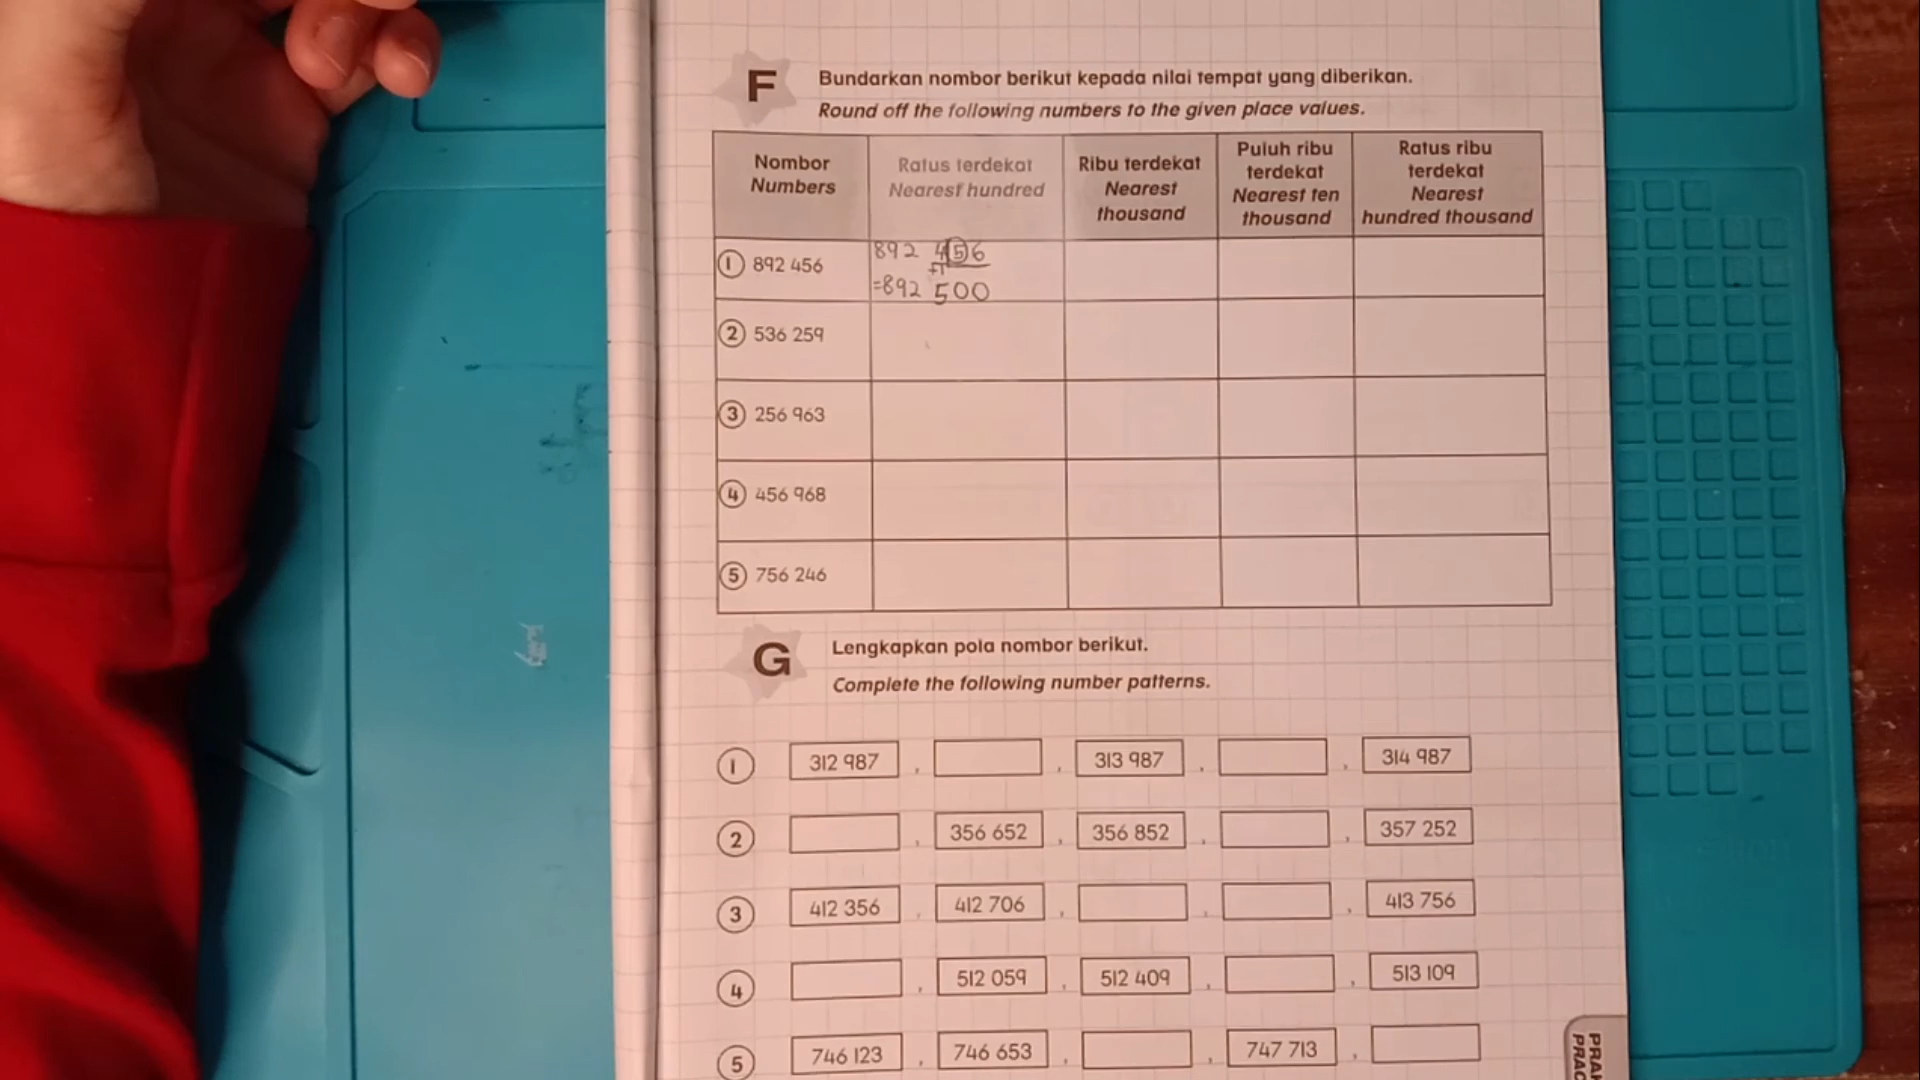 F
Bundarkan nombor berikut kepada nilai tempat yang diberikan.
Round off the following numbers to the given place values.
Nombor
Numbers
Ratus terdekat
Nearest hundred
Ribu terdekat
Nearest
thousand
Puluh ribu
terdekat
Nearest ten
thousand
Ratus ribu
terdekat
Nearest
hundred thousand
1 892 456
892 456
+1
=892 500
2 536 259
3 256 963
4 456 968
5 756 246
G
Lengkapkan pola nombor berikut.
Complete the following number patterns.
1 312 987 , , 313 987 , , 314 987
2 , 356 652 , 356 852 , , 357 252
3 412 356 , 412 706 , , , 413 756
4 , 512 059 , 512 409 , , 513 109
5 746 123 , 746 653 , , 747 713 ,